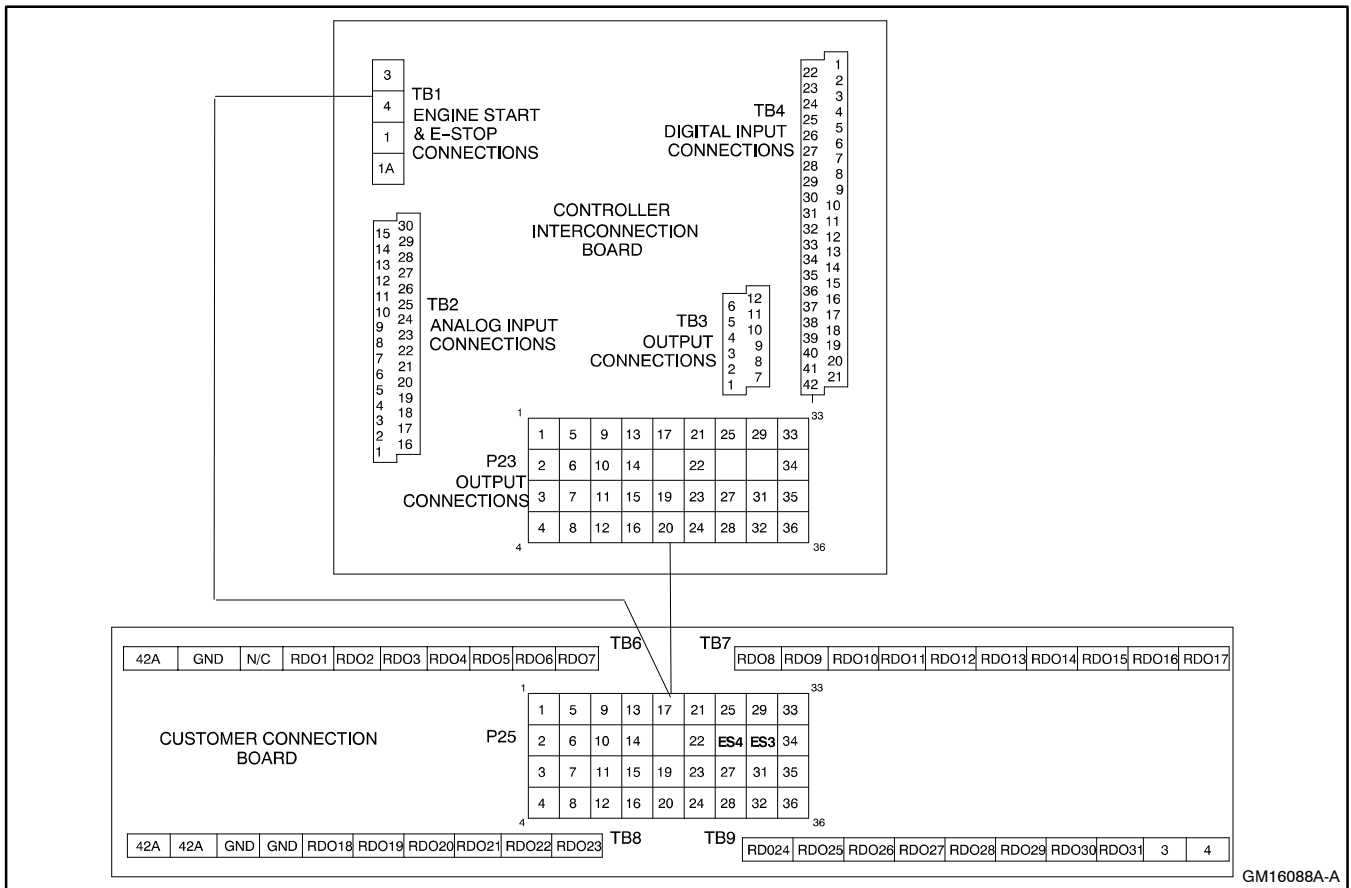 3
4
1
1A
TB1
ENGINE START
& E-STOP
CONNECTIONS
TB4
DIGITAL INPUT
CONNECTIONS
22 1
23 2
24 3
25 4
26 5
27 6
28 7
29 8
30 9
31 10
32 11
33 12
34 13
35 14
36 15
37 16
38 17
39 18
40 19
41 20
42 21
CONTROLLER
INTERCONNECTION
BOARD
15 30
14 29
13 28
12 27
11 26
10 25
9 24
8 23
7 22
6 21
5 20
4 19
3 18
2 17
1 16
TB2
ANALOG INPUT
CONNECTIONS
TB3
OUTPUT
CONNECTIONS
6 12
5 11
4 10
3 9
2 8
1 7
P23
OUTPUT
CONNECTIONS
1 33
1 5 9 13 17 21 25 29 33
2 6 10 14 22 34
3 7 11 15 19 23 27 31 35
4 8 12 16 20 24 28 32 36
4 36
42A GND N/C RDO1 RDO2 RDO3 RDO4 RDO5 RDO6 RDO7
TB6
TB7
RDO8 RDO9 RDO10 RDO11 RDO12 RDO13 RDO14 RDO15 RDO16 RDO17
CUSTOMER CONNECTION
BOARD
P25
1 33
1 5 9 13 17 21 25 29 33
2 6 10 14 22 ES4 ES3 34
3 7 11 15 19 23 27 31 35
4 8 12 16 20 24 28 32 36
4 36
42A 42A GND GND RDO18 RDO19 RDO20 RDO21 RDO22 RDO23
TB8
TB9
RD024 RDO25 RDO26 RDO27 RDO28 RDO29 RDO30 RDO31 3 4
GM16088A-A